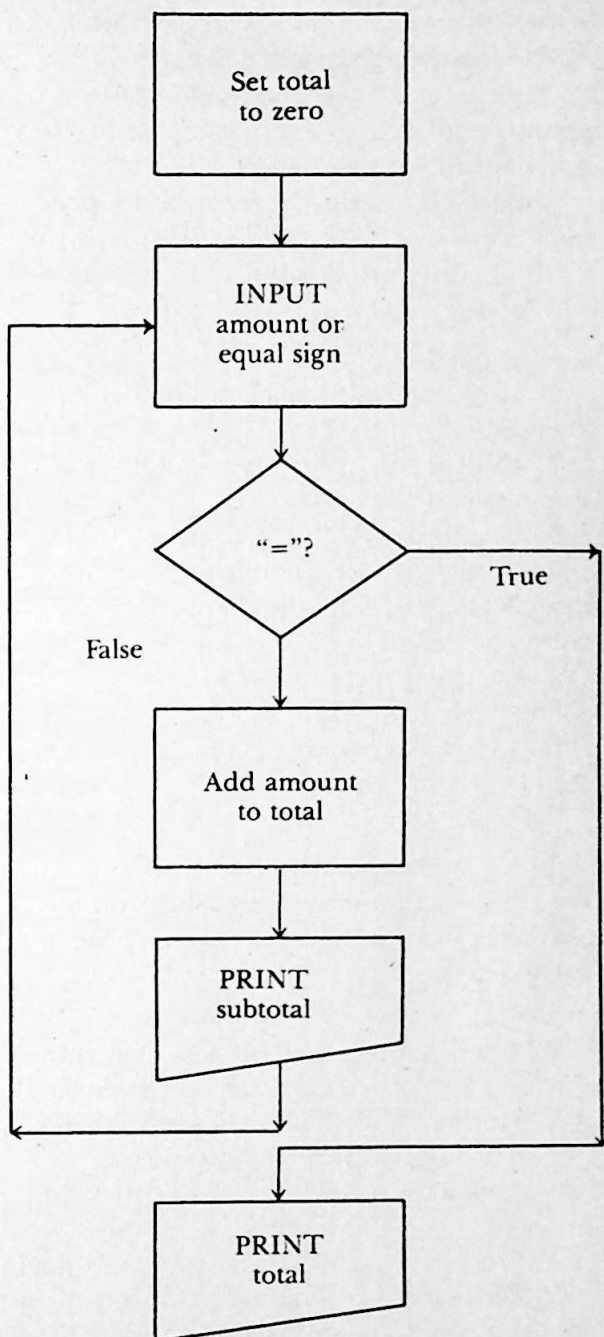 Set total
to zero
INPUT
amount or
equal sign
“=”?
True
False
Add amount
to total
PRINT
subtotal
PRINT
total